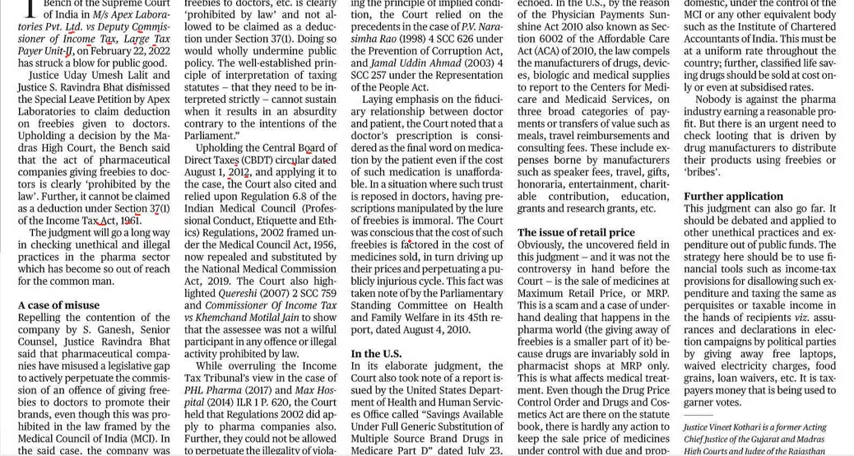 Bench of the Supreme Court
of India in M/s Apex Labora-
tories Pvt. Ltd. vs Deputy Commis-
sioner of Income Tax, Large Tax
Payer Unit-II, on February 22, 2022
has struck a blow for public good.
Justice Uday Umesh Lalit and
Justice S. Ravindra Bhat dismissed
the Special Leave Petition by Apex
Laboratories to claim deduction
on freebies given to doctors.
Upholding a decision by the Ma-
dras High Court, the Bench said
that the act of pharmaceutical
companies giving freebies to doc-
tors is clearly ‘prohibited by the
law’. Further, it cannot be claimed
as a deduction under Section 37(1)
of the Income Tax Act, 1961.
The judgment will go a long way
in checking unethical and illegal
practices in the pharma sector
which have become so out of reach
for the common man.
A case of misuse
Repelling the contention of the
company by S. Ganesh, Senior
Counsel, Justice Ravindra Bhat
said that pharmaceutical compa-
nies have misused a legislative gap
to actively perpetuate the commis-
sion of an offence of giving free-
bies to doctors to promote their
brands, even though this was pro-
hibited in the law framed by the
Medical Council of India (MCI). In
the said case, the company was
freebies to doctors, etc. is clearly
‘prohibited by law’ and not al-
lowed to be claimed as a deduc-
tion under Section 37(1). Doing so
would wholly undermine public
policy. The well-established prin-
ciple of interpretation of taxing
statutes – that they need to be in-
terpreted strictly – cannot sustain
when it results in an absurdity
contrary to the intentions of the
Parliament.”
Upholding the Central Board of
Direct Taxes (CBDT) circular dated
August 1, 2012, and applying it to
the case, the Court also cited and
relied upon Regulation 6.8 of the
Indian Medical Council (Profes-
sional Conduct, Etiquette and Eth-
ics) Regulations, 2002 framed un-
der the Medical Council Act, 1956,
now repealed and substituted by
the National Medical Commission
Act, 2019. The Court also high-
lighted Quereshi (2007) 2 SCC 759
and Commissioner Of Income Tax
vs Khemchand Motilal Jain to show
that the assessee was not a wilful
participant in any offence or illegal
activity prohibited by law.
While overruling the Income
Tax Tribunal’s view in the case of
PHL Pharma (2017) and Max Hos-
pital (2014) ILR 1 P. 620, the Court
held that Regulations 2002 did ap-
ply to pharma companies also.
Further, they could not be allowed
to perpetuate the illegality of viola-
ing the principle of implied condi-
tion, the Court relied on the
precedents in the case of P.V. Nara-
simha Rao (1998) 4 SCC 626 under
the Prevention of Corruption Act,
and Jamal Uddin Ahmad (2003) 4
SCC 257 under the Representation
of the People Act.
Laying emphasis on the fiduci-
ary relationship between doctor
and patient, the Court noted that a
doctor’s prescription is consi-
dered as the final word on medica-
tion by the patient even if the cost
of such medication is unafforda-
ble. In a situation where such trust
is reposed in doctors, having pre-
scriptions manipulated by the lure
of freebies is immoral. The Court
was conscious that the cost of such
freebies is factored in the cost of
medicines sold, in turn driving up
their prices and perpetuating a pu-
blicly injurious cycle. This fact was
taken note of by the Parliamentary
Standing Committee on Health
and Family Welfare in its 45th re-
port, dated August 4, 2010.
In the U.S.
In its elaborate judgment, the
Court also took note of a report is-
sued by the United States Depart-
ment of Health and Human Servic-
es Office called “Savings Available
Under Full Generic Substitution of
Multiple Source Brand Drugs in
Medicare Part D” dated July 23,
echoed. In the U.S., by the reason
of the Physician Payments Sun-
shine Act 2010 also known as Sec-
tion 6002 of the Affordable Care
Act (ACA) of 2010, the law compels
the manufacturers of drugs, devic-
es, biologic and medical supplies
to report to the Centers for Medi-
care and Medicaid Services, on
three broad categories of pay-
ments or transfers of value such as
meals, travel reimbursements and
consulting fees. These include ex-
penses borne by manufacturers
such as speaker fees, travel, gifts,
honoraria, entertainment, charit-
able contribution, education,
grants and research grants, etc.
The issue of retail price
Obviously, the uncovered field in
this judgment – and it was not the
controversy in hand before the
Court – is the sale of medicines at
Maximum Retail Price, or MRP.
This is a scam and a case of under-
hand dealing that happens in the
pharma world (the giving away of
freebies is a smaller part of it) be-
cause drugs are invariably sold in
pharmacist shops at MRP only.
This is what affects medical treat-
ment. Even though the Drug Price
Control Order and Drugs and Cos-
metics Act are there on the statute
book, there is hardly any action to
keep the sale price of medicines
under control with due and prop-
domestic, under the control of the
MCI or any other equivalent body
such as the Institute of Chartered
Accountants of India. This must be
at a uniform rate throughout the
country; further, classified life sav-
ing drugs should be sold at cost on-
ly or even at subsidised rates.
Nobody is against the pharma
industry earning a reasonable pro-
fit. But there is an urgent need to
check looting that is driven by
drug manufacturers to distribute
their products using freebies or
‘bribes’.
Further application
This judgment can also go far. It
should be debated and applied to
other unethical practices and ex-
penditure out of public funds. The
strategy here should be to use fi-
nancial tools such as income-tax
provisions for disallowing such ex-
penditure and taxing the same as
perquisites or taxable income in
the hands of recipients viz. assu-
rances and declarations in elec-
tion campaigns by political parties
by giving away free laptops,
waived electricity charges, food
grains, loan waivers, etc. It is tax-
payers money that is being used to
garner votes.
Justice Vineet Kothari is a former Acting
Chief Justice of the Gujarat and Madras
High Courts and Judge of the Rajasthan